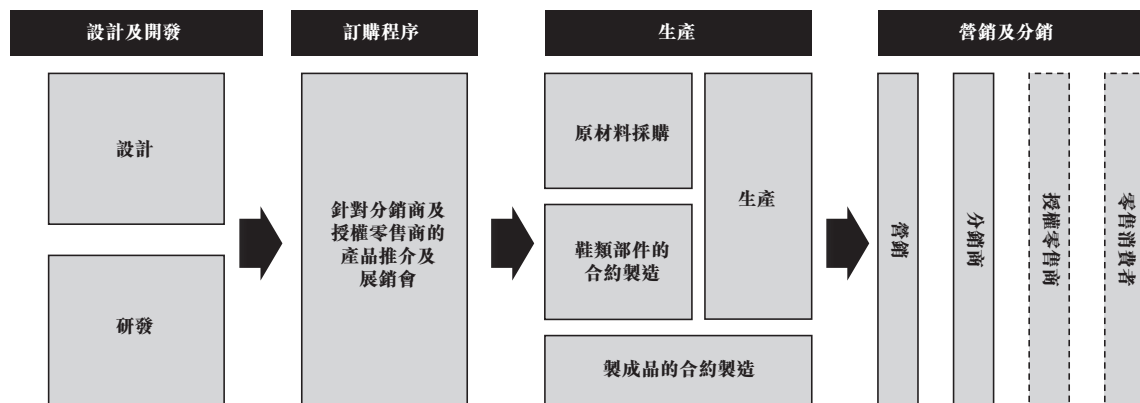 設計及開發
訂購程序
生產
營銷及分銷
設計
研發
針對分銷商及
授權零售商的
產品推介及
展銷會
原材料採購
鞋類部件的
合約製造
生產
製成品的合約製造
營銷
分銷商
授權零售商
零售消費者